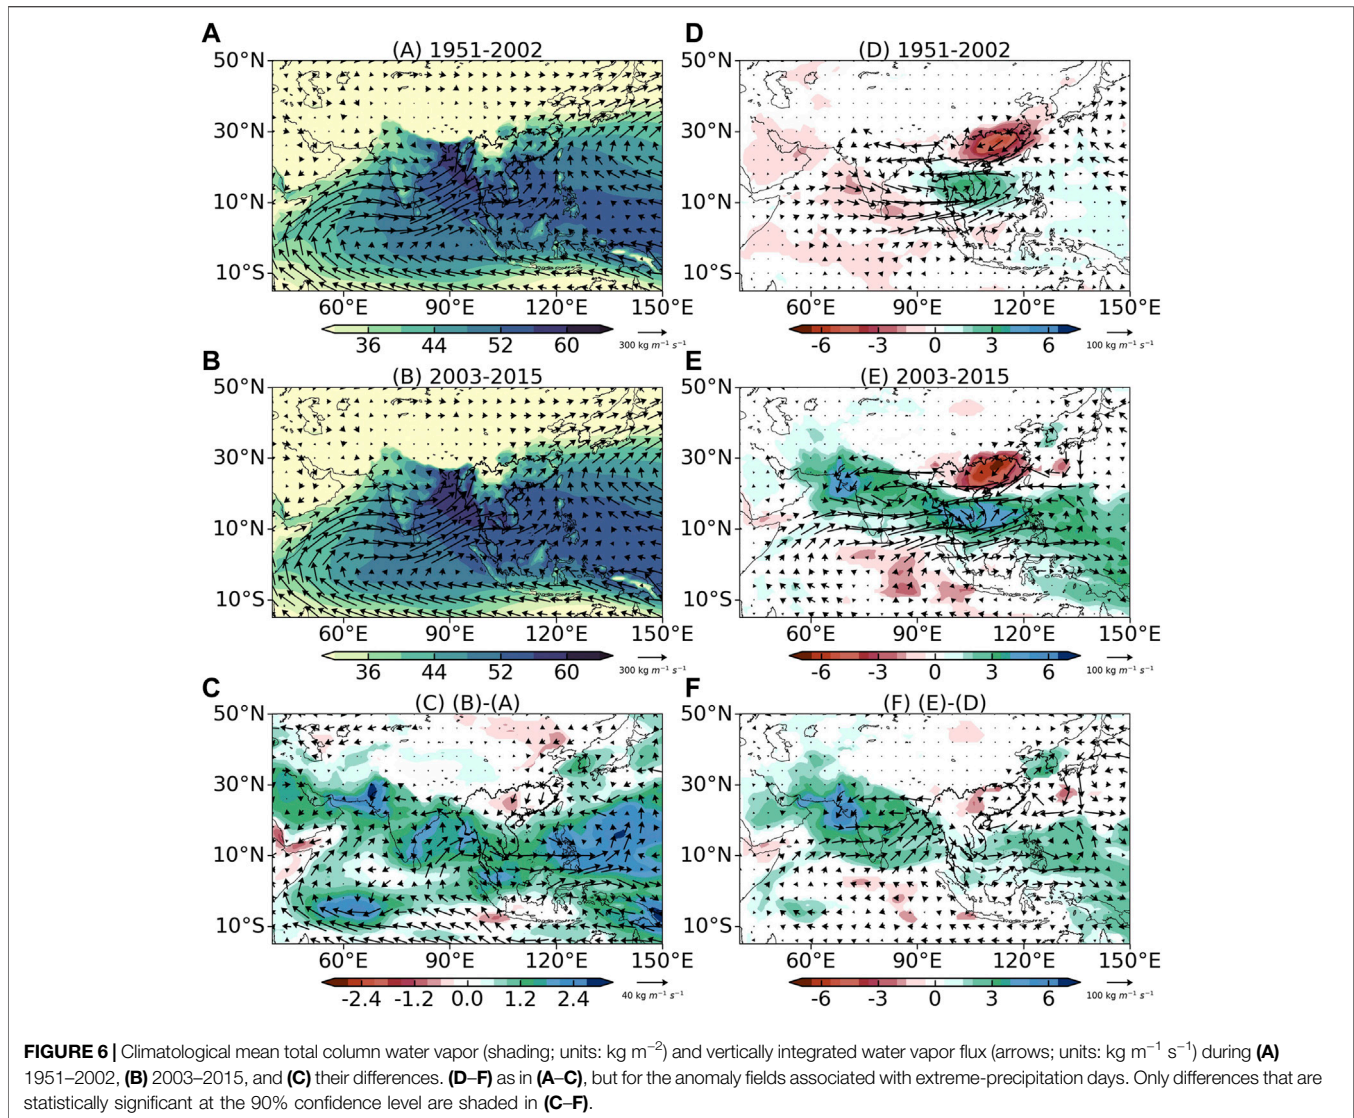 A
(A) 1951-2002
50°N
30°N
10°N
10°S
60°E 90°E 120°E 150°E
36 44 52 60
300 kg m⁻¹ s⁻¹
D
(D) 1951-2002
50°N
30°N
10°N
10°S
60°E 90°E 120°E 150°E
-6 -3 0 3 6
100 kg m⁻¹ s⁻¹
B
(B) 2003-2015
50°N
30°N
10°N
10°S
60°E 90°E 120°E 150°E
36 44 52 60
300 kg m⁻¹ s⁻¹
E
(E) 2003-2015
50°N
30°N
10°N
10°S
60°E 90°E 120°E 150°E
-6 -3 0 3 6
100 kg m⁻¹ s⁻¹
C
(C) (B)-(A)
50°N
30°N
10°N
10°S
60°E 90°E 120°E 150°E
-2.4 -1.2 0.0 1.2 2.4
40 kg m⁻¹ s⁻¹
F
(F) (E)-(D)
50°N
30°N
10°N
10°S
60°E 90°E 120°E 150°E
-6 -3 0 3 6
100 kg m⁻¹ s⁻¹
FIGURE 6 | Climatological mean total column water vapor (shading; units: kg m⁻²) and vertically integrated water vapor flux (arrows; units: kg m⁻¹ s⁻¹) during (A)
1951–2002, (B) 2003–2015, and (C) their differences. (D–F) as in (A–C), but for the anomaly fields associated with extreme-precipitation days. Only differences that are
statistically significant at the 90% confidence level are shaded in (C–F).